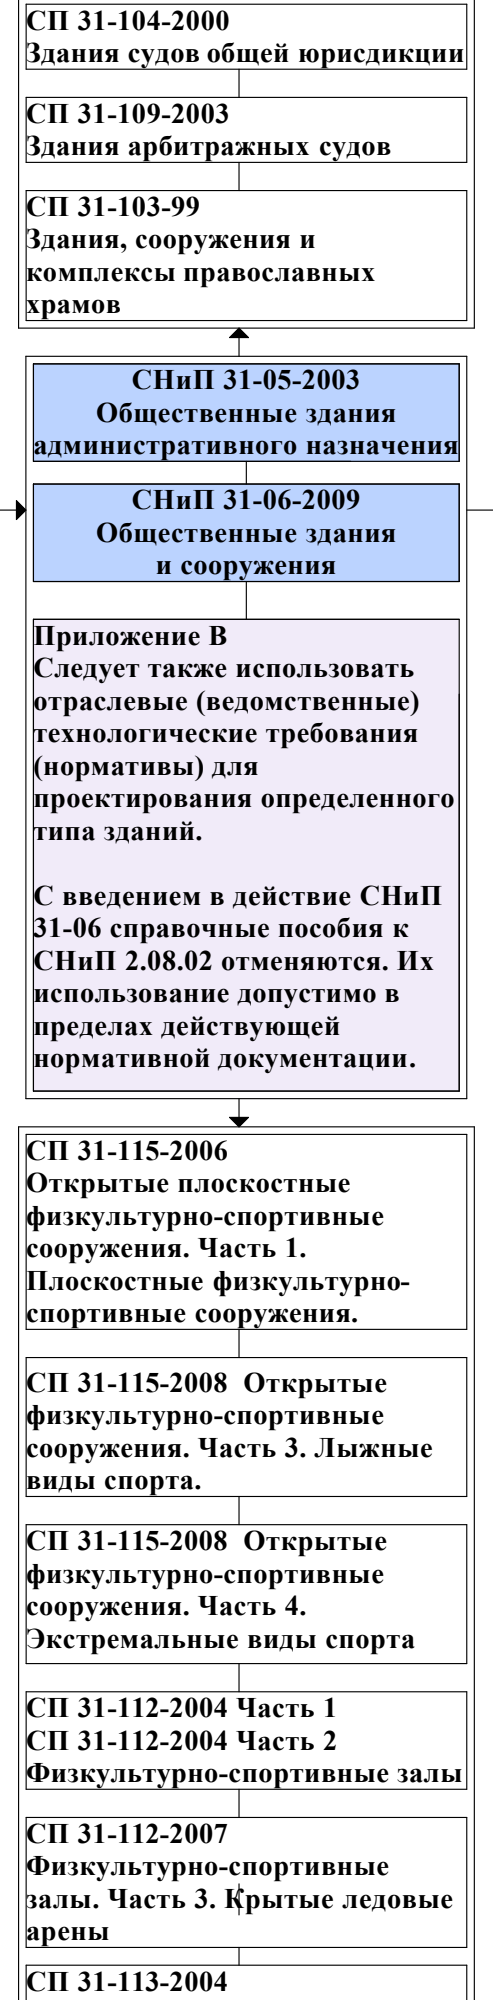 СП 31-104-2000
Здания судов общей юрисдикции
СП 31-109-2003
Здания арбитражных судов
СП 31-103-99
Здания, сооружения и
комплексы православных
храмов
СНиП 31-05-2003
Общественные здания
административного назначения
СНиП 31-06-2009
Общественные здания
и сооружения
Приложение В
Следует также использовать
отраслевые (ведомственные)
технологические требования
(нормативы) для
проектирования определенного
типа зданий.
С введением в действие СНиП
31-06 справочные пособия к
СНиП 2.08.02 отменяются. Их
использование допустимо в
пределах действующей
нормативной документации.
СП 31-115-2006
Открытые плоскостные
физкультурно-спортивные
сооружения. Часть 1.
Плоскостные физкультурно-
спортивные сооружения.
СП 31-115-2008  Открытые
физкультурно-спортивные
сооружения. Часть 3. Лыжные
виды спорта.
СП 31-115-2008  Открытые
физкультурно-спортивные
сооружения. Часть 4.
Экстремальные виды спорта
СП 31-112-2004 Часть 1
СП 31-112-2004 Часть 2
Физкультурно-спортивные залы
СП 31-112-2007
Физкультурно-спортивные
залы. Часть 3. Крытые ледовые
арены
СП 31-113-2004